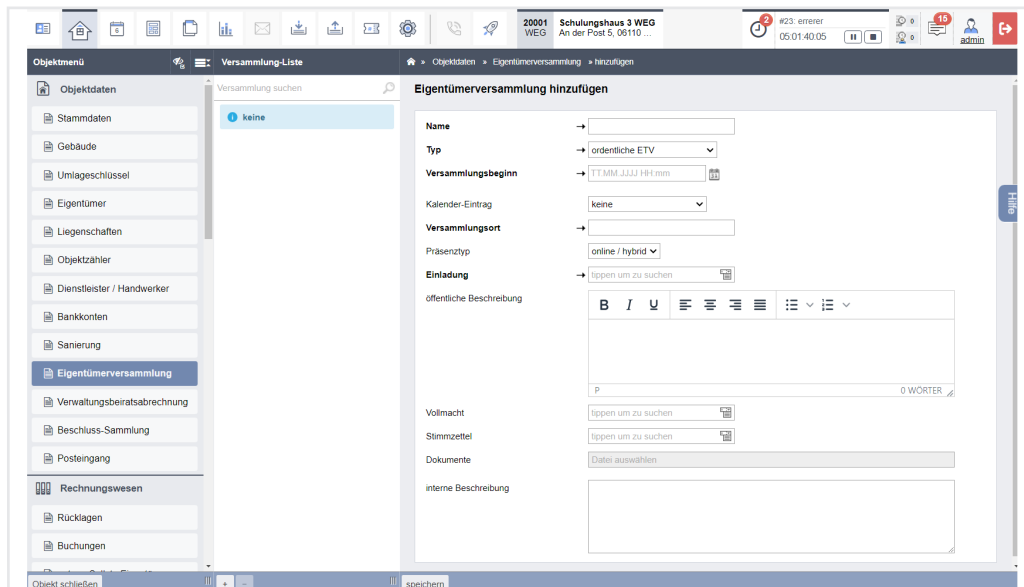 6
20001
WEG
Schulungshaus 3 WEG
An der Post 5, 06110 ...
2
#23: errerer
05:01:40:05
0
0
15
admin
Objektmenü
Versammlung-Liste
» Objektdaten » Eigentümerversammlung » hinzufügen
Objektdaten
Stammdaten
Gebäude
Umlageschlüssel
Eigentümer
Liegenschaften
Objektzähler
Dienstleister / Handwerker
Bankkonten
Sanierung
Eigentümerversammlung
Verwaltungsbeiratsabrechnung
Beschluss-Sammlung
Posteingang
Rechnungswesen
Rücklagen
Buchungen
Objekt schließen
Versammlung suchen
keine
+ -
Eigentümerversammlung hinzufügen
Name
Typ ordentliche ETV
Versammlungsbeginn TT.MM.JJJJ HH:mm
Kalender-Eintrag keine
Versammlungsort
Präsenztyp online / hybrid
Einladung tippen um zu suchen
öffentliche Beschreibung
B I U
P 0 WÖRTER
Vollmacht tippen um zu suchen
Stimmzettel tippen um zu suchen
Dokumente Datei auswählen
interne Beschreibung
speichern
Hilfe